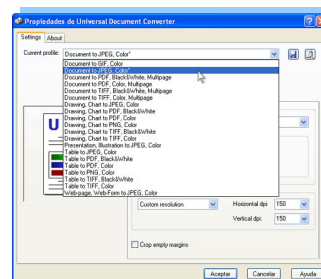 Propiedades de Universal Document Converter
Settings About
Current profile: Document to JPEG, Color*
Document to GIF, Color
Document to JPEG, Color*
Document to PDF, Black&White, Multipage
Document to PDF, Color, Multipage
Document to TIFF, Black&White, Multipage
Document to TIFF, Color, Multipage
Drawing, Chart to JPEG, Color
Drawing, Chart to PDF, Black&White
Drawing, Chart to PDF, Color
Drawing, Chart to PNG, Color
Drawing, Chart to TIFF, Black&White
Drawing, Chart to TIFF, Color
Presentation, Illustration to JPEG, Color
Table to JPEG, Color
Table to PDF, Black&White
Table to PDF, Color
Table to PNG, Color
Table to TIFF, Black&White
Table to TIFF, Color
Web-page, Web-Form to JPEG, Color
U
Custom resolution Horizontal dpi: 150
Vertical dpi: 150
Crop empty margins
Aceptar Cancelar Ayuda